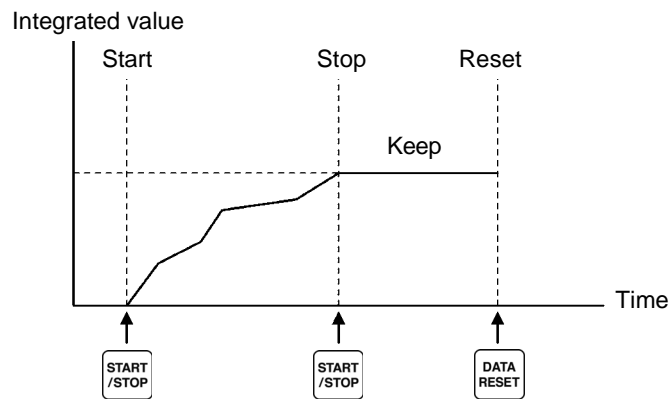 Integrated value
Start
Stop
Reset
Keep
Time
START
/STOP
START
/STOP
DATA
RESET